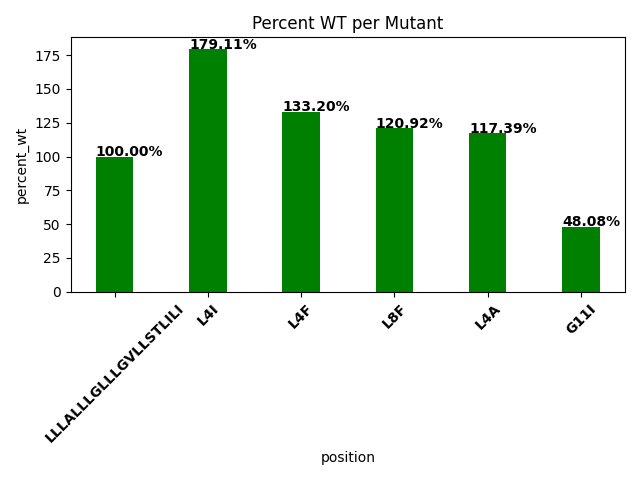 Percent WT per Mutant
percent_wt
175
150
125
100
75
50
25
0
100.00%
179.11%
133.20%
120.92%
117.39%
48.08%
LLLALLLGLLLGVLLSTLILI
L4I
L4F
L8F
L4A
G11I
position